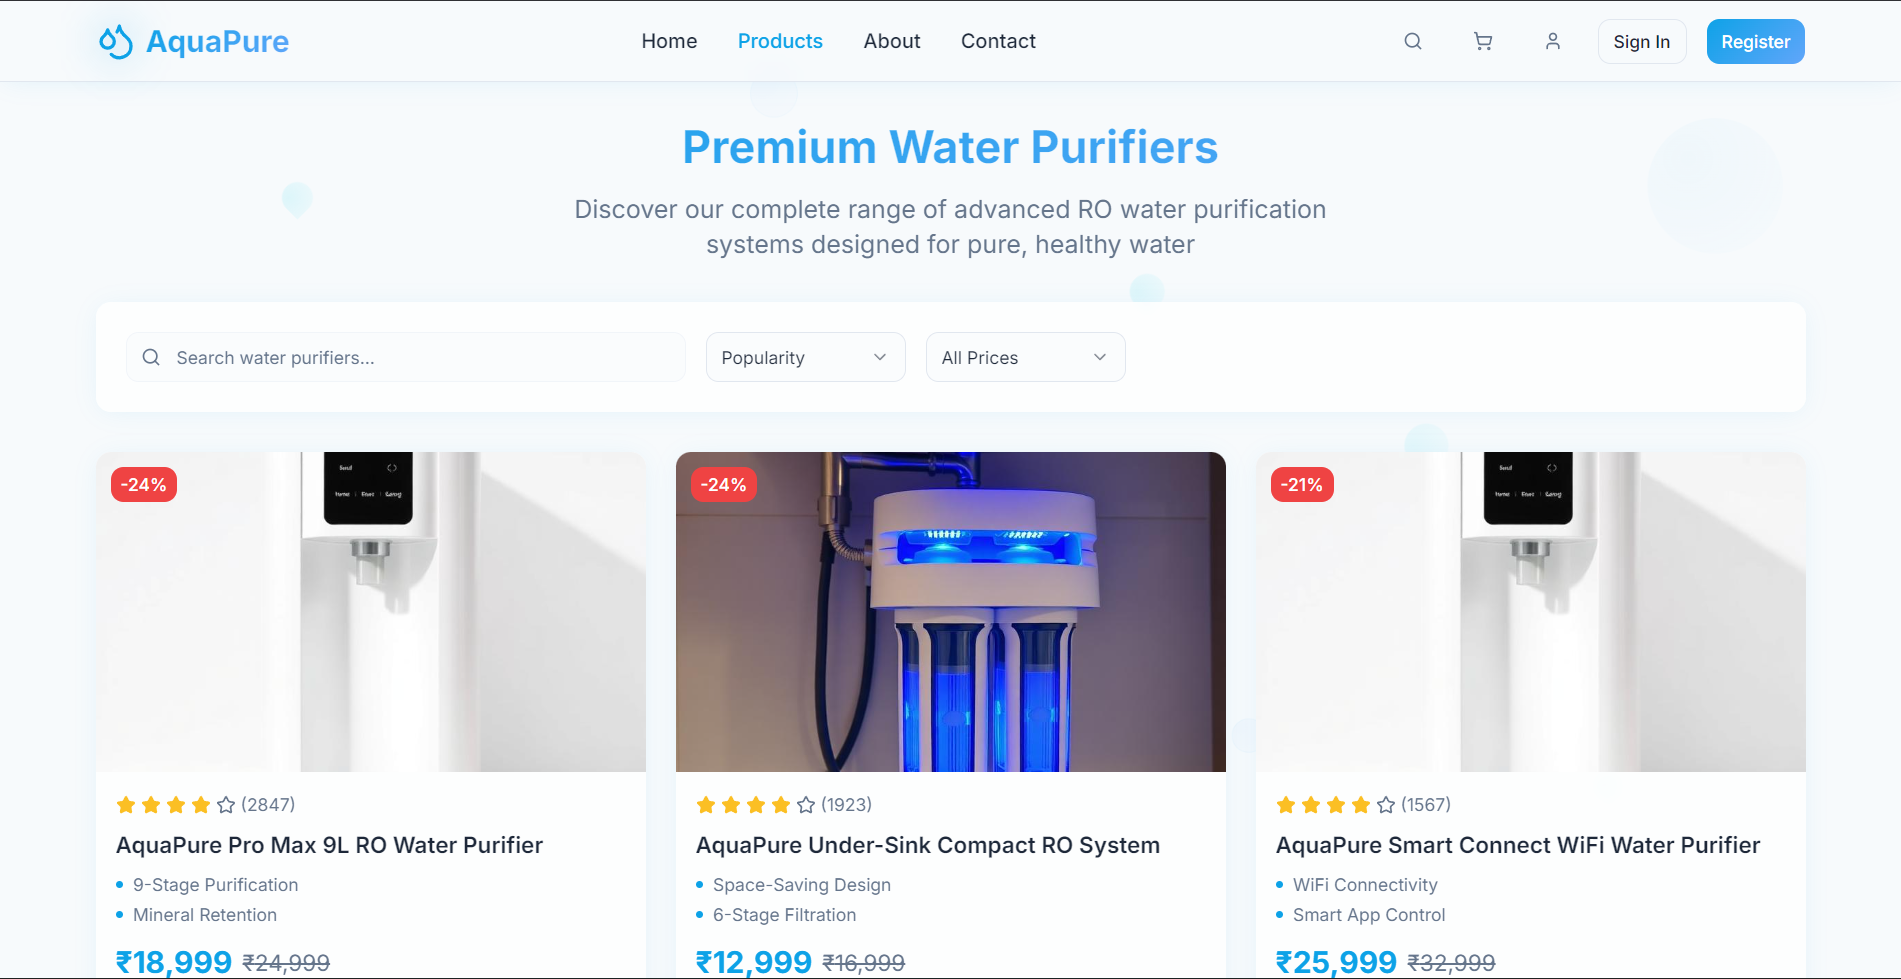 AquaPure
Home
Products
About
Contact
Sign In
Register
Premium Water Purifiers
Discover our complete range of advanced RO water purification
systems designed for pure, healthy water
Search water purifiers...
Popularity
All Prices
-24%
-24%
-21%
(2847)
AquaPure Pro Max 9L RO Water Purifier
9-Stage Purification
Mineral Retention
₹18,999 ₹24,999
(1923)
AquaPure Under-Sink Compact RO System
Space-Saving Design
6-Stage Filtration
₹12,999 ₹16,999
(1567)
AquaPure Smart Connect WiFi Water Purifier
WiFi Connectivity
Smart App Control
₹25,999 ₹32,999